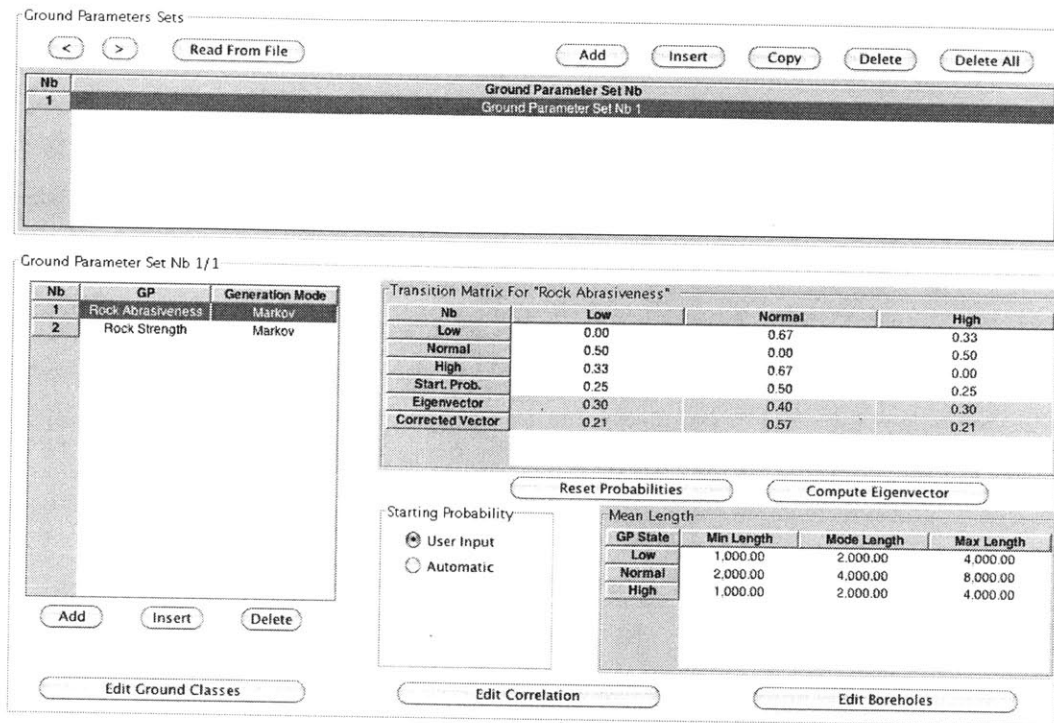 Ground Parameters Sets
< > Read From File Add Insert Copy Delete Delete All
Nb Ground Parameter Set Nb
1 Ground Parameter Set Nb 1
Ground Parameter Set Nb 1/1
Nb GP Generation Mode
1 Rock Abrasiveness Markov
2 Rock Strength Markov
Add Insert Delete
Edit Ground Classes
Transition Matrix For "Rock Abrasiveness"
Nb Low Normal High
Low 0.00 0.67 0.33
Normal 0.50 0.00 0.50
High 0.33 0.67 0.00
Start. Prob. 0.25 0.50 0.25
Eigenvector 0.30 0.40 0.30
Corrected Vector 0.21 0.57 0.21
Reset Probabilities Compute Eigenvector
Starting Probability
User Input
Automatic
Mean Length
GP State Min Length Mode Length Max Length
Low 1,000.00 2,000.00 4,000.00
Normal 2,000.00 4,000.00 8,000.00
High 1,000.00 2,000.00 4,000.00
Edit Correlation Edit Boreholes